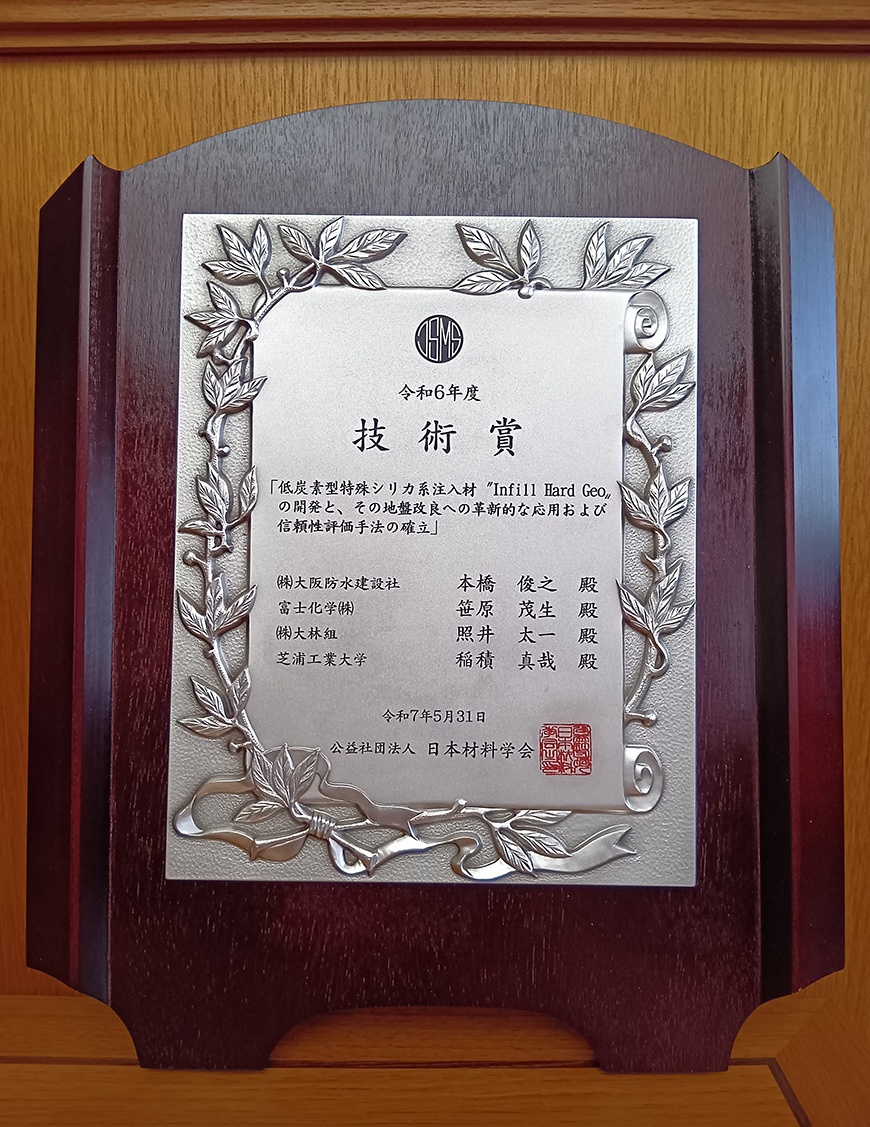 JSMS
令和6年度
技術賞
「低炭素型特殊シリカ系注入材〝Infill Hard Geo〟
の開発と、その地盤改良への革新的な応用および
信頼性評価手法の確立」
㈱大阪防水建設社 本橋 俊之 殿
富士化学㈱ 笹原 茂生 殿
㈱大林組 照井 太一 殿
芝浦工業大学 稲積 真哉 殿
令和7年5月31日
公益社団法人 日本材料学会